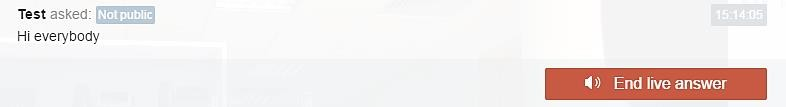 Test asked: Not public 15:14:05
Hi everybody
End live answer